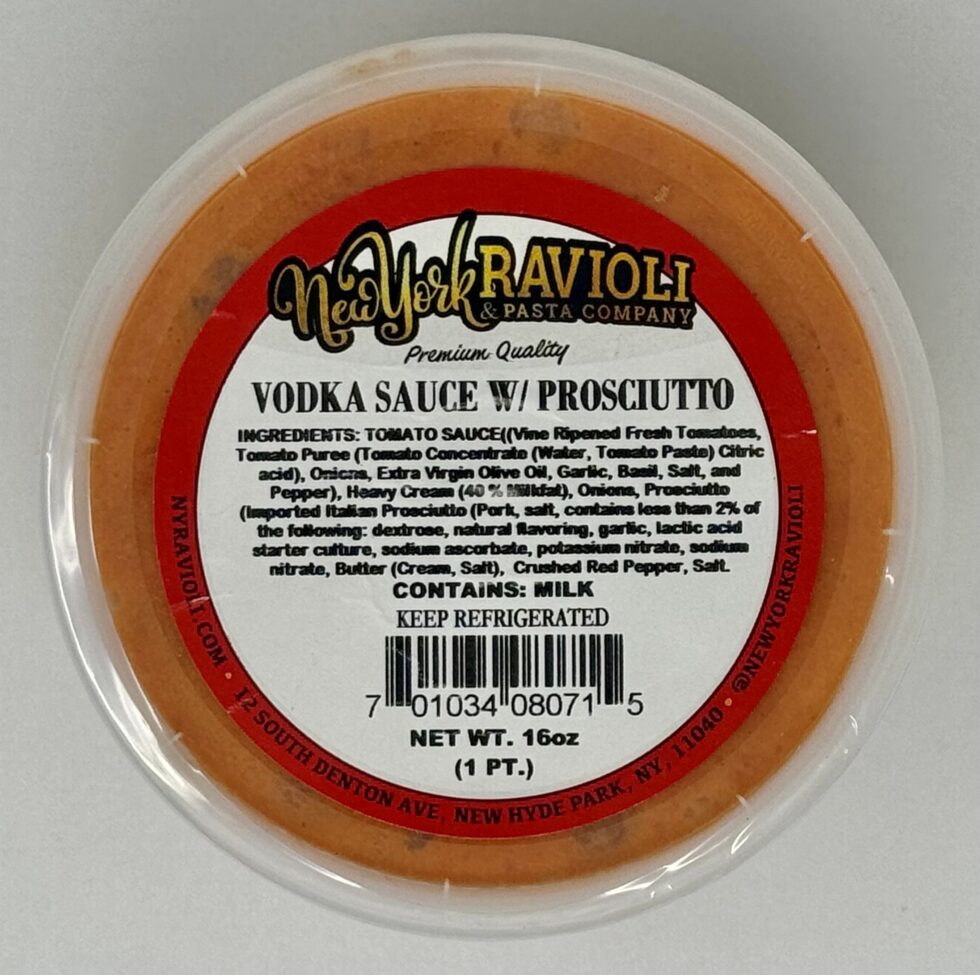 New York RAVIOLI
& PASTA COMPANY
Premium Quality
VODKA SAUCE W/ PROSCIUTTO
INGREDIENTS: TOMATO SAUCE((Vine Ripened Fresh Tomatoes,
Tomato Puree (Tomato Concentrate (Water, Tomato Paste) Citric
acid), Onions, Extra Virgin Olive Oil, Garlic, Basil, Salt, and
Pepper), Heavy Cream (40 % Milkfat), Onions, Prosciutto
(Imported Italian Prosciutto (Pork, salt, contains less than 2% of
the following: dextrose, natural flavoring, garlic, lactic acid
starter culture, sodium ascorbate, potassium nitrate, sodium
nitrate, Butter (Cream, Salt), Crushed Red Pepper, Salt.
CONTAINS: MILK
KEEP REFRIGERATED
7 01034 08071 5
NET WT. 16oz
(1 PT.)
NYRAVIOLI.COM • 12 SOUTH DENTON AVE, NEW HYDE PARK, NY, 11040 • @NEWYORKRAVIOLI